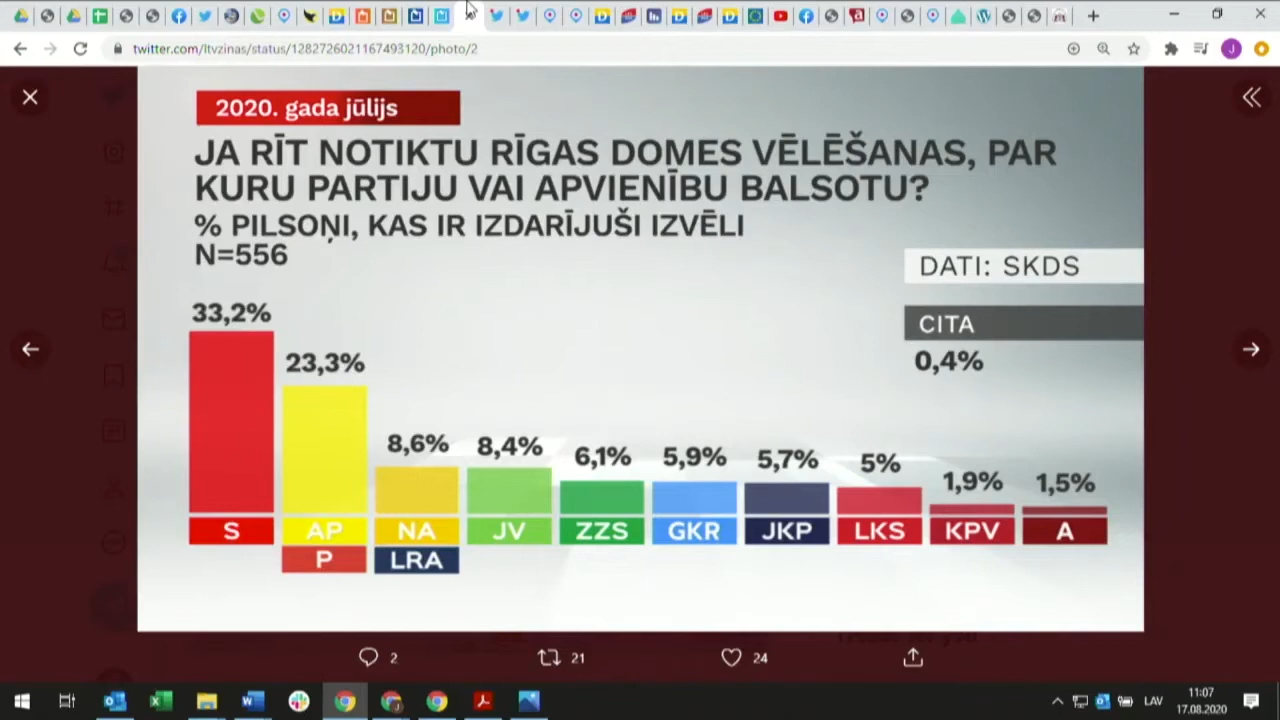 twitter.com/ltvzinas/status/1282726021167493120/photo/2
2020. gada jūlijs
JA RĪT NOTIKTU RĪGAS DOMES VĒLĒŠANAS, PAR
KURU PARTIJU VAI APVIENĪBU BALSOTU?
% PILSOŅI, KAS IR IZDARĪJUŠI IZVĒLI
N=556
DATI: SKDS
CITA
0,4%
33,2%
23,3%
8,6%
8,4%
6,1%
5,9%
5,7%
5%
1,9%
1,5%
S
AP
NA
JV
ZZS
GKR
JKP
LKS
KPV
A
P
LRA
2
21
24
LAV
11:07
17.08.2020